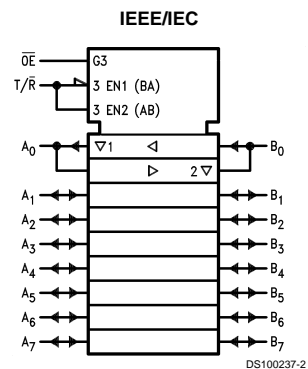 IEEE/IEC
O̅E̅ G3
T/R̅ 3 EN1 (BA)
3 EN2 (AB)
A0 ▽1 ◁ B0
▷ 2▽
A1 B1
A2 B2
A3 B3
A4 B4
A5 B5
A6 B6
A7 B7
DS100237-2